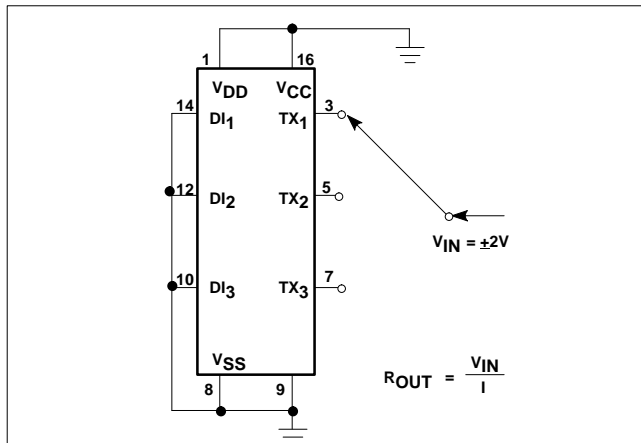 1 16
VDD VCC
14 DI1 TX1 3
12 DI2 TX2 5
VIN = ±2V
10 DI3 TX3 7
VSS
ROUT = VIN
I
8 9